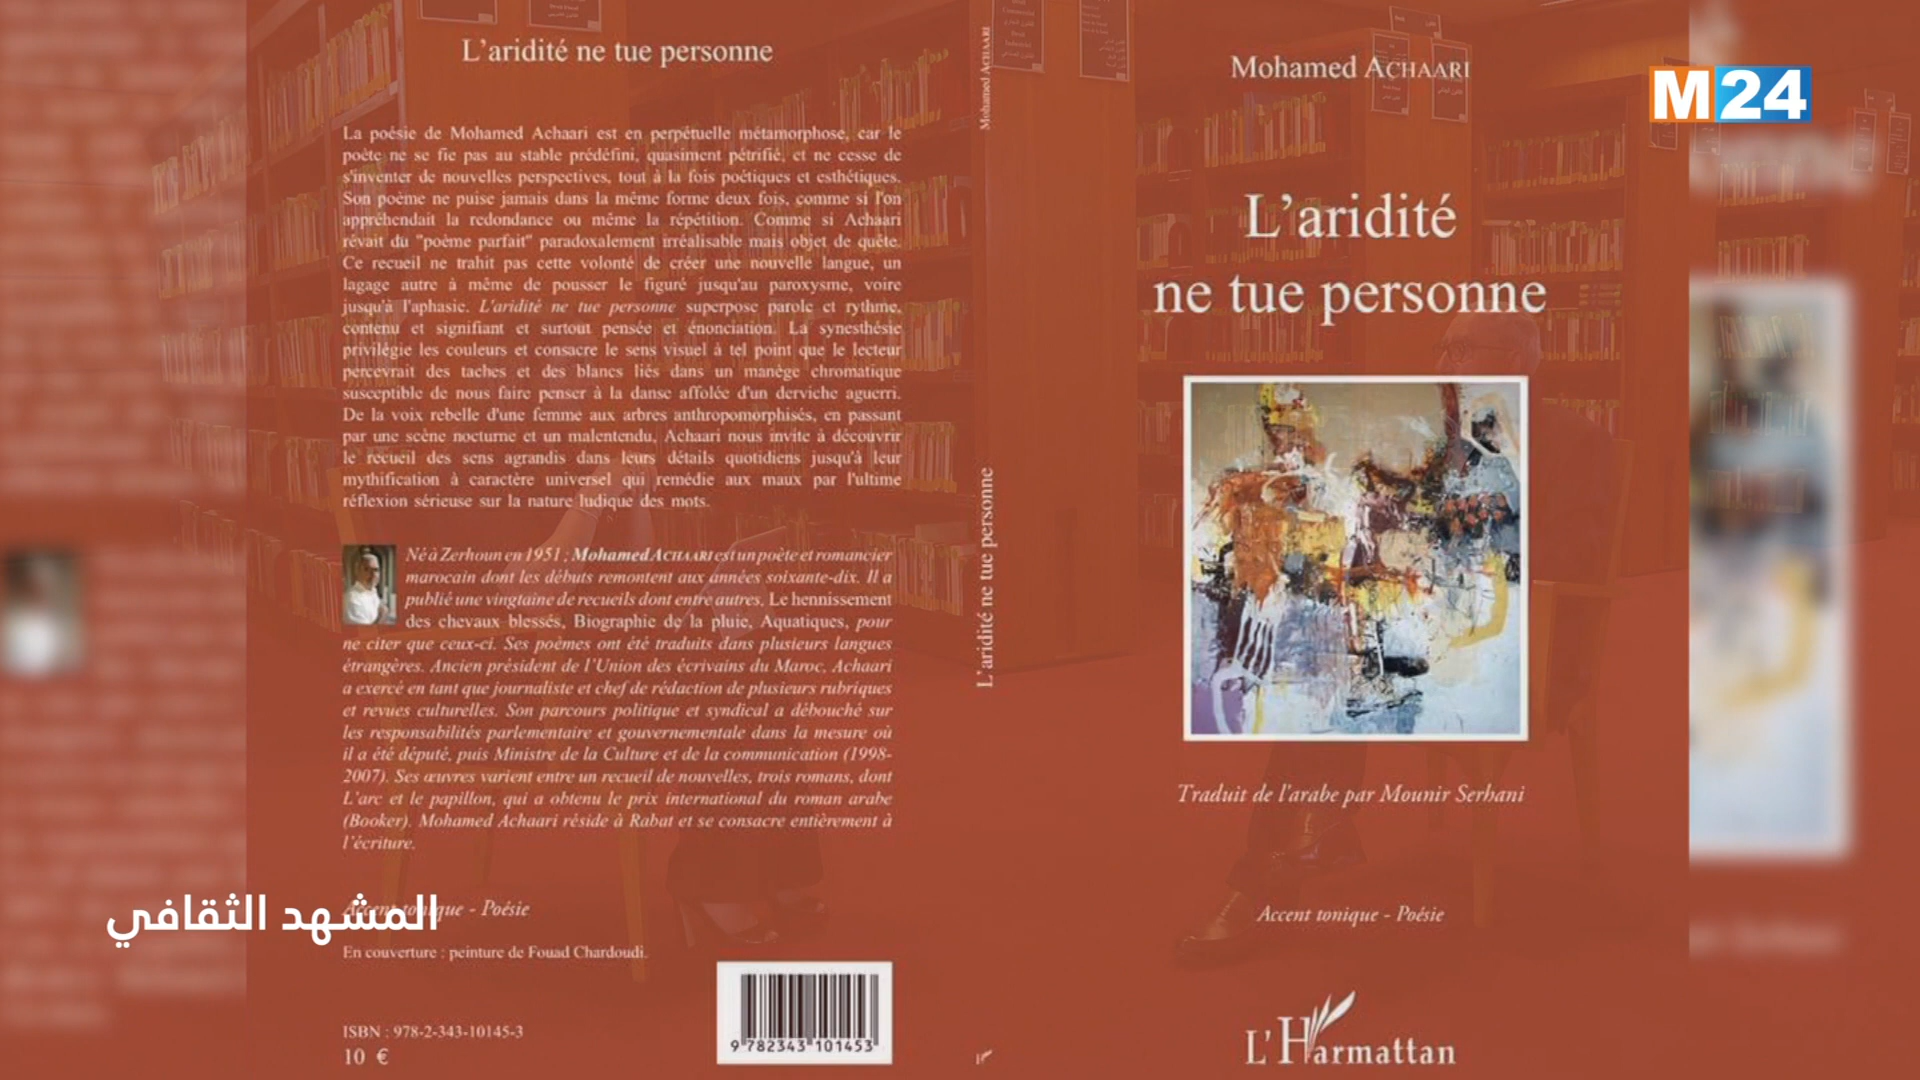 L'aridité ne tue personne
La poésie de Mohamed Achaari est en perpétuelle métamorphose, car le
poète ne se fie pas au stable prédéfini, quasiment pétrifié, et ne cesse de
s'inventer de nouvelles perspectives, tout à la fois poétiques et esthétiques.
Son poème ne puise jamais dans la même forme deux fois, comme si l'on
appréhendait la redondance ou même la répétition. Comme si Achaari
rêvait du "poème parfait" paradoxalement irréalisable mais objet de quête.
Ce recueil ne trahit pas cette volonté de créer une nouvelle langue, un
lagage autre à même de pousser le figuré jusqu'au paroxysme, voire
jusqu'à l'aphasie. L'aridité ne tue personne superpose parole et rythme,
contenu et signifiant et surtout pensée et énonciation. La synesthésie
privilégie les couleurs et consacre le sens visuel à tel point que le lecteur
percevrait des taches et des blancs liés dans un manège chromatique
susceptible de nous faire penser à la danse affolée d'un derviche aguerri.
De la voix rebelle d'une femme aux arbres anthropomorphisés, en passant
par une scène nocturne et un malentendu, Achaari nous invite à découvrir
le recueil des sens agrandis dans leurs détails quotidiens jusqu'à leur
mythification à caractère universel qui remédie aux maux par l'ultime
réflexion sérieuse sur la nature ludique des mots.
Né à Zerhoun en 1951 ; Mohamed ACHAARI est un poète et romancier
marocain dont les débuts remontent aux années soixante-dix. Il a
publié une vingtaine de recueils dont entre autres, Le hennissement
des chevaux blessés, Biographie de la pluie, Aquatiques, pour
ne citer que ceux-ci. Ses poèmes ont été traduits dans plusieurs langues
étrangères. Ancien président de l'Union des écrivains du Maroc, Achaari
a exercé en tant que journaliste et chef de rédaction de plusieurs rubriques
et revues culturelles. Son parcours politique et syndical a débouché sur
les responsabilités parlementaire et gouvernementale dans la mesure où
il a été député, puis Ministre de la Culture et de la communication (1998-
2007). Ses œuvres varient entre un recueil de nouvelles, trois romans, dont
L'arc et le papillon, qui a obtenu le prix international du roman arabe
(Booker). Mohamed Achaari réside à Rabat et se consacre entièrement à
l'écriture.
Accent tonique - Poésie
المشهد الثقافي
En couverture : peinture de Fouad Chardoudi.
ISBN : 978-2-343-10145-3
10 €
9 782343 101453
Mohamed ACHAARI
L'aridité ne tue personne
Mohamed ACHAARI
L'aridité
ne tue personne
Traduit de l'arabe par Mounir Serhani
Accent tonique - Poésie
L'Harmattan
M24